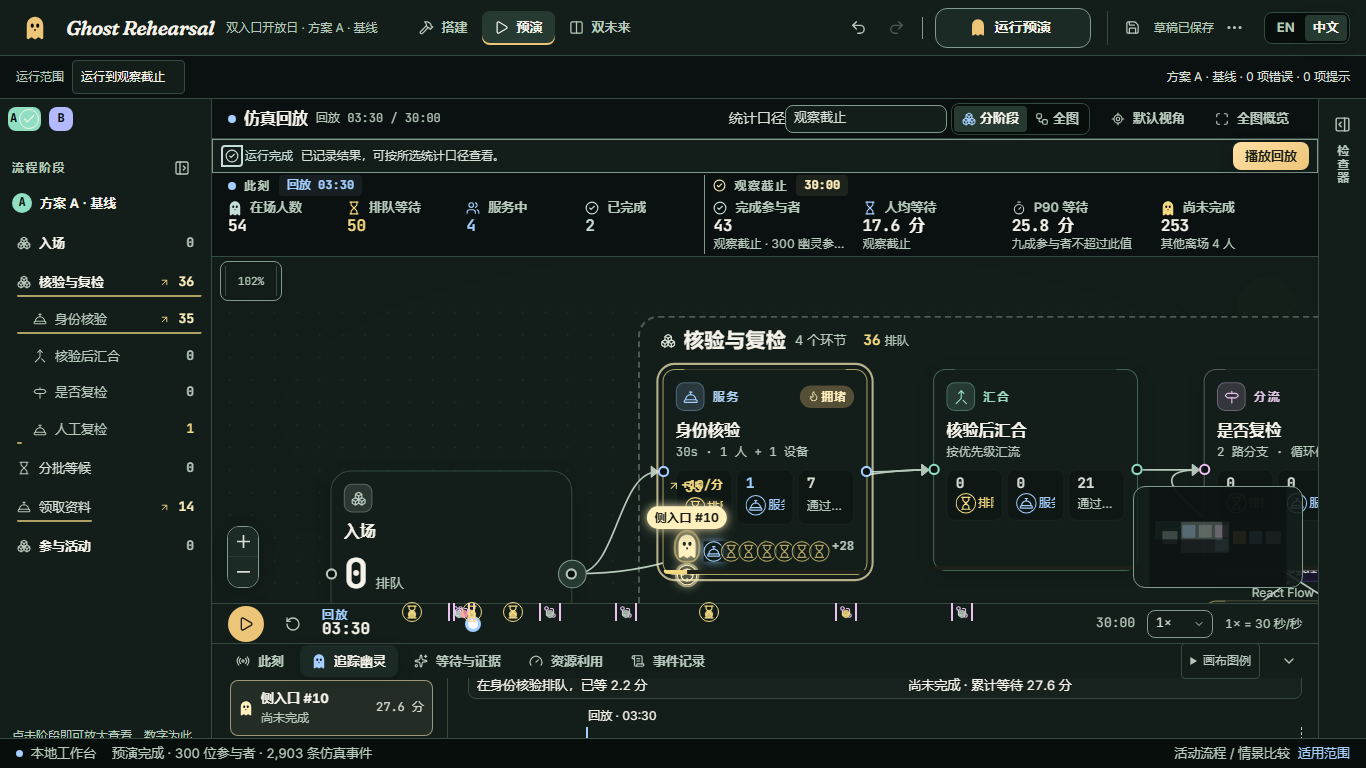 Ghost Rehearsal 双入口开放日 · 方案 A · 基线 搭建 预演 双未来 运行预演 草稿已保存 EN 中文
运行范围 运行到观察截止 方案 A · 基线 · 0 项错误 · 0 项提示
A B 仿真回放 回放 03:30 / 30:00 统计口径 观察截止 分阶段 全图 默认视角 全图概览
检查器
运行完成 已记录结果，可按所选统计口径查看。 播放回放
流程阶段
A 方案 A · 基线
入场 0
核验与复检 36
身份核验 35
核验后汇合 0
是否复检 0
人工复检 1
分批等候 0
领取资料 14
参与活动 0
此刻 回放 03:30
在场人数 排队等待 服务中 已完成
54 50 4 2
观察截止 30:00
完成参与者 人均等待 P90 等待 尚未完成
43 17.6 分 25.8 分 253
观察截止 · 300 幽灵参... 观察截止 九成参与者不超过此值 其他离场 4 人
102%
核验与复检 4 个环节 36 排队
服务 拥堵
身份核验
30s · 1 人 + 1 设备
1 7
通过...
侧入口 #10
+28
汇合
核验后汇合
按优先级汇流
0 0 21
通过...
分流
是否复检
2 路分支 ·
0 0
入场
0 排队
React Flow
回放
03:30
30:00 1× 1× = 30 秒/秒
此刻 追踪幽灵 等待与证据 资源利用 事件记录 画布图例
侧入口 #10
尚未完成
27.6 分
在身份核验排队，已等 2.2 分 尚未完成 · 累计等待 27.6 分
回放 · 03:30
点击阶段即可放大查看，数字为此
本地工作台 预演完成 · 300 位参与者 · 2,903 条仿真事件 活动流程 / 情景比较 适用范围